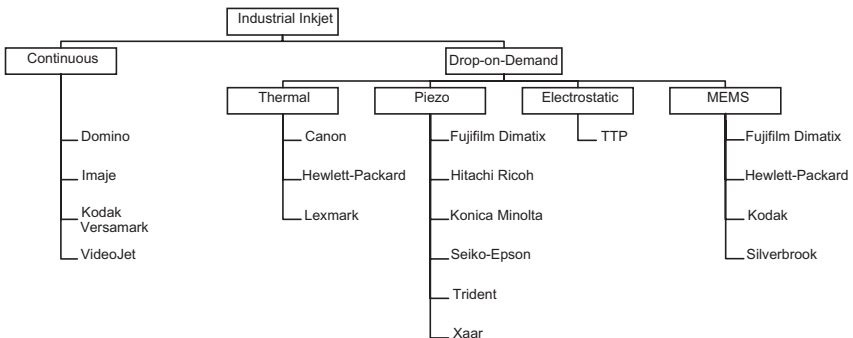 Industrial Inkjet
Continuous
Drop-on-Demand
Thermal
Piezo
Electrostatic
MEMS
Domino
Imaje
Kodak
Versamark
VideoJet
Canon
Hewlett-Packard
Lexmark
Fujifilm Dimatix
Hitachi Ricoh
Konica Minolta
Seiko-Epson
Trident
Xaar
TTP
Fujifilm Dimatix
Hewlett-Packard
Kodak
Silverbrook